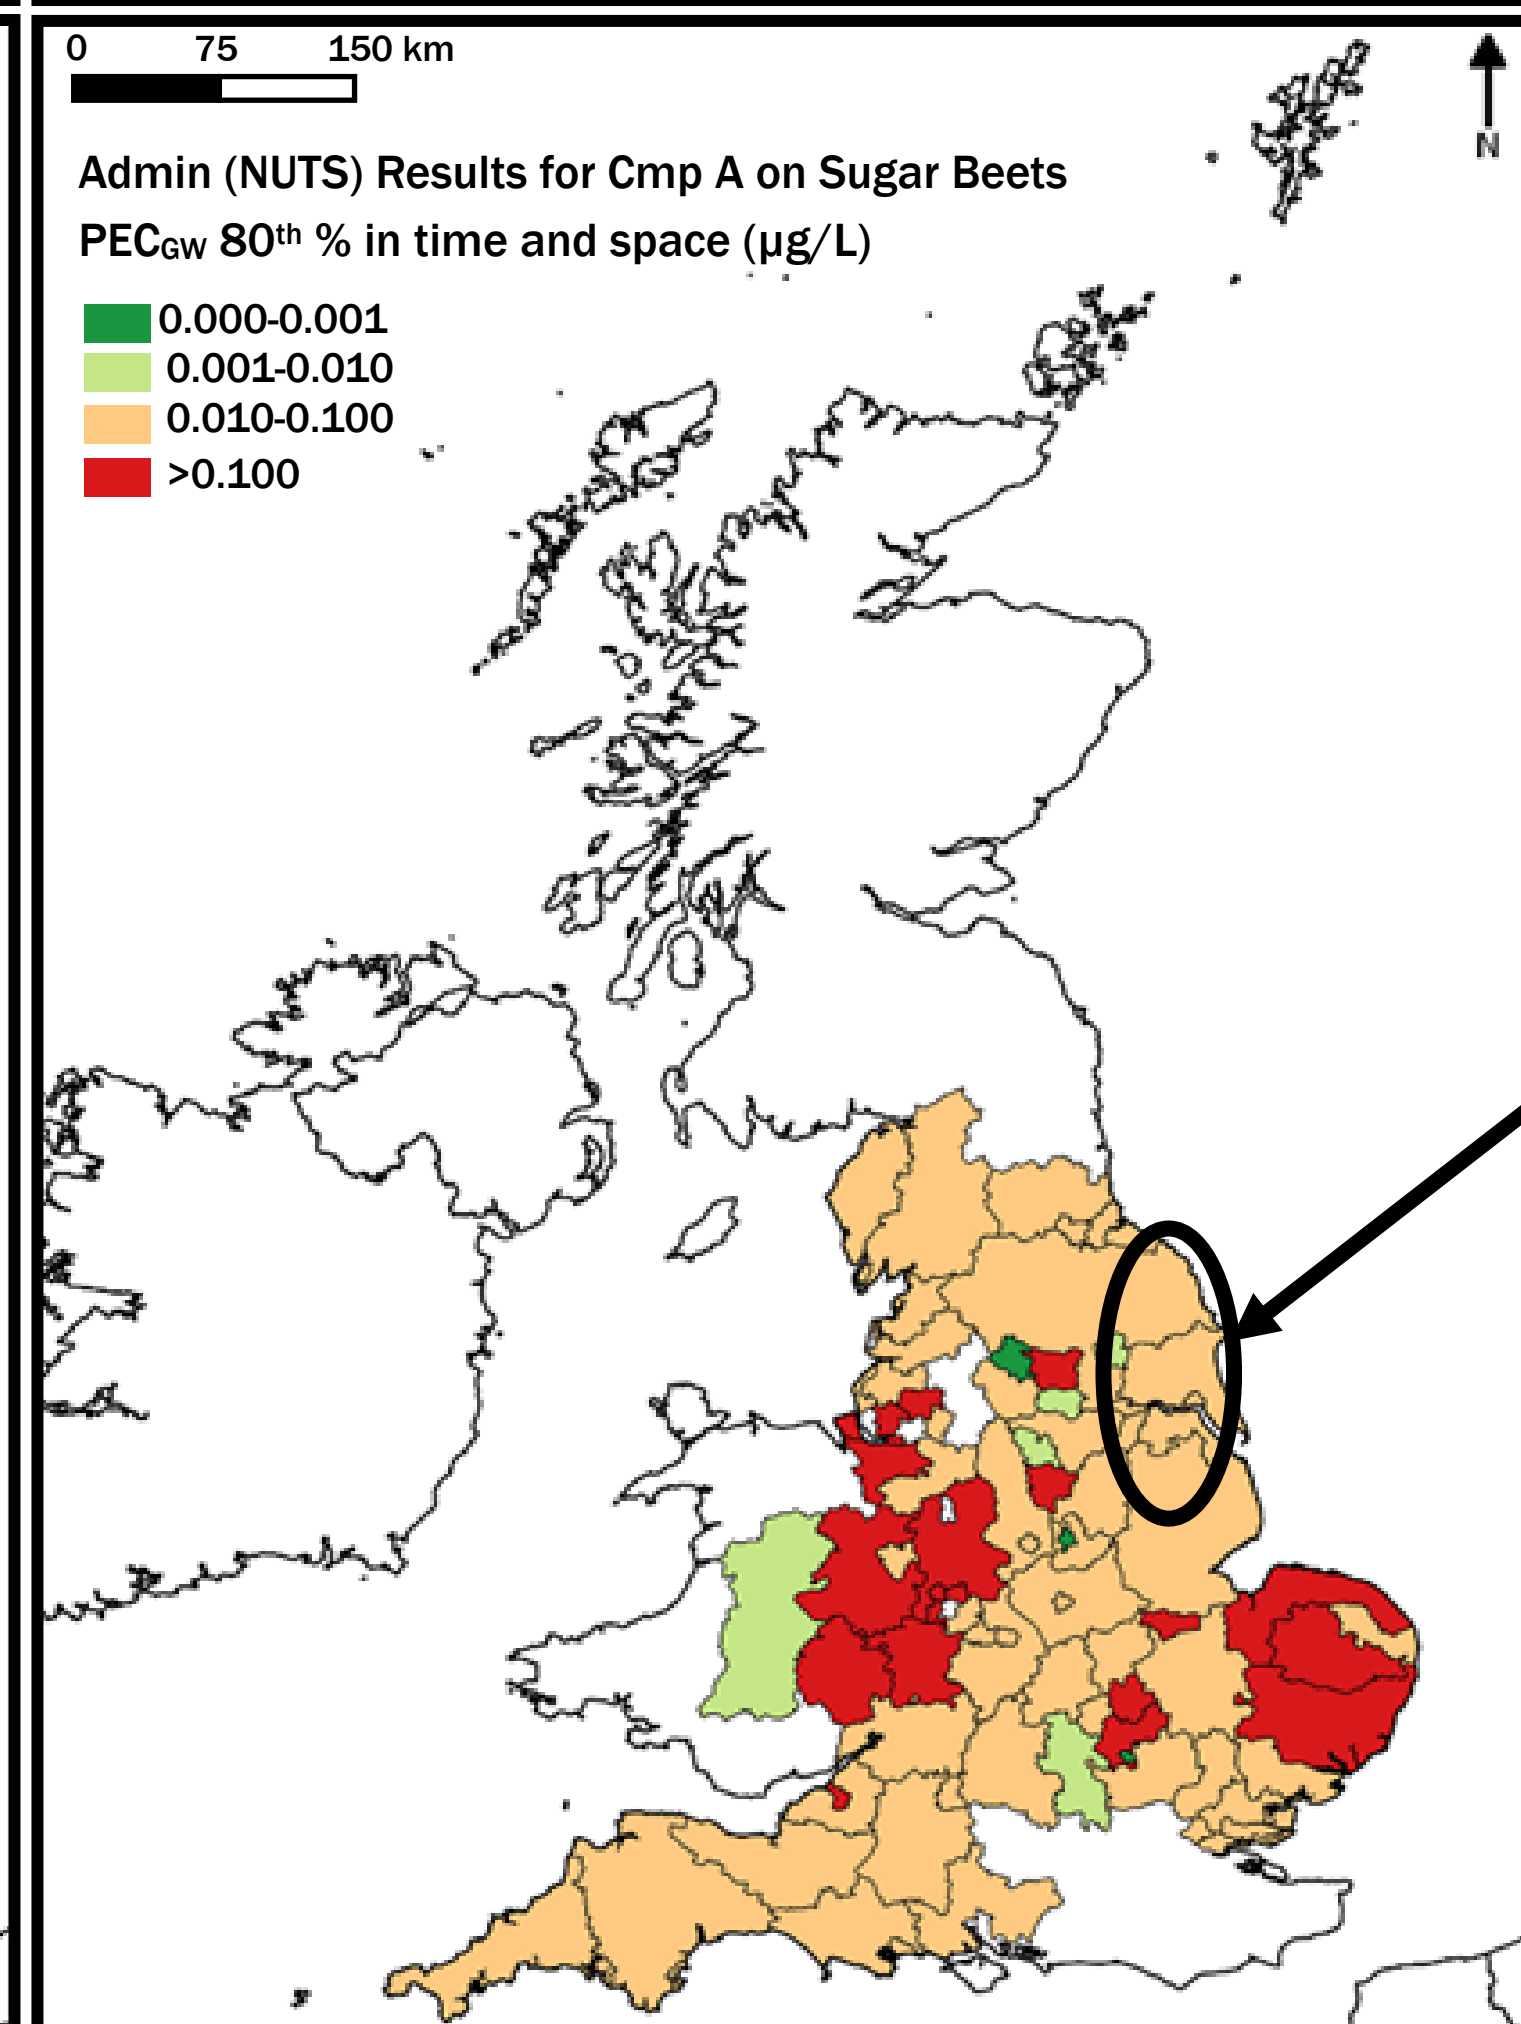 0 75 150 km
N
Admin (NUTS) Results for Cmp A on Sugar Beets
PECGW 80th % in time and space (µg/L)
0.000-0.001
0.001-0.010
0.010-0.100
>0.100